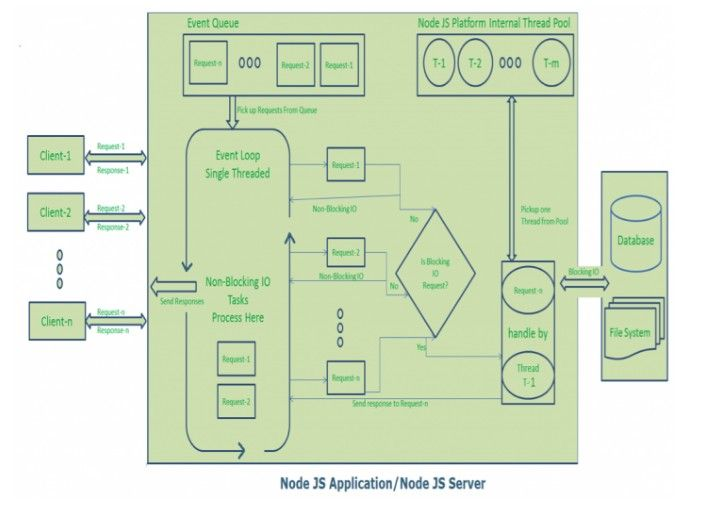 Event Queue
Node JS Platform Internal Thread Pool
Request-n
Request-2
Request-1
T-1
T-2
T-m
Pick up Requests From Queue
Client-1
Request-1
Response-1
Event Loop
Single Threaded
Request-1
Non-Blocking IO
No
Client-2
Request-2
Response-2
Pickup one
Thread from Pool
Database
Request-2
Non-Blocking IO
No
Is Blocking
IO
Request?
Blocking IO
Non-Blocking IO
Tasks
Process Here
Send Responses
Request-n
Client-n
Request-n
Response-n
handle by
File System
Yes
Request-1
Request-n
Thread
T-1
Request-2
Send response to Request-n
Node JS Application/Node JS Server